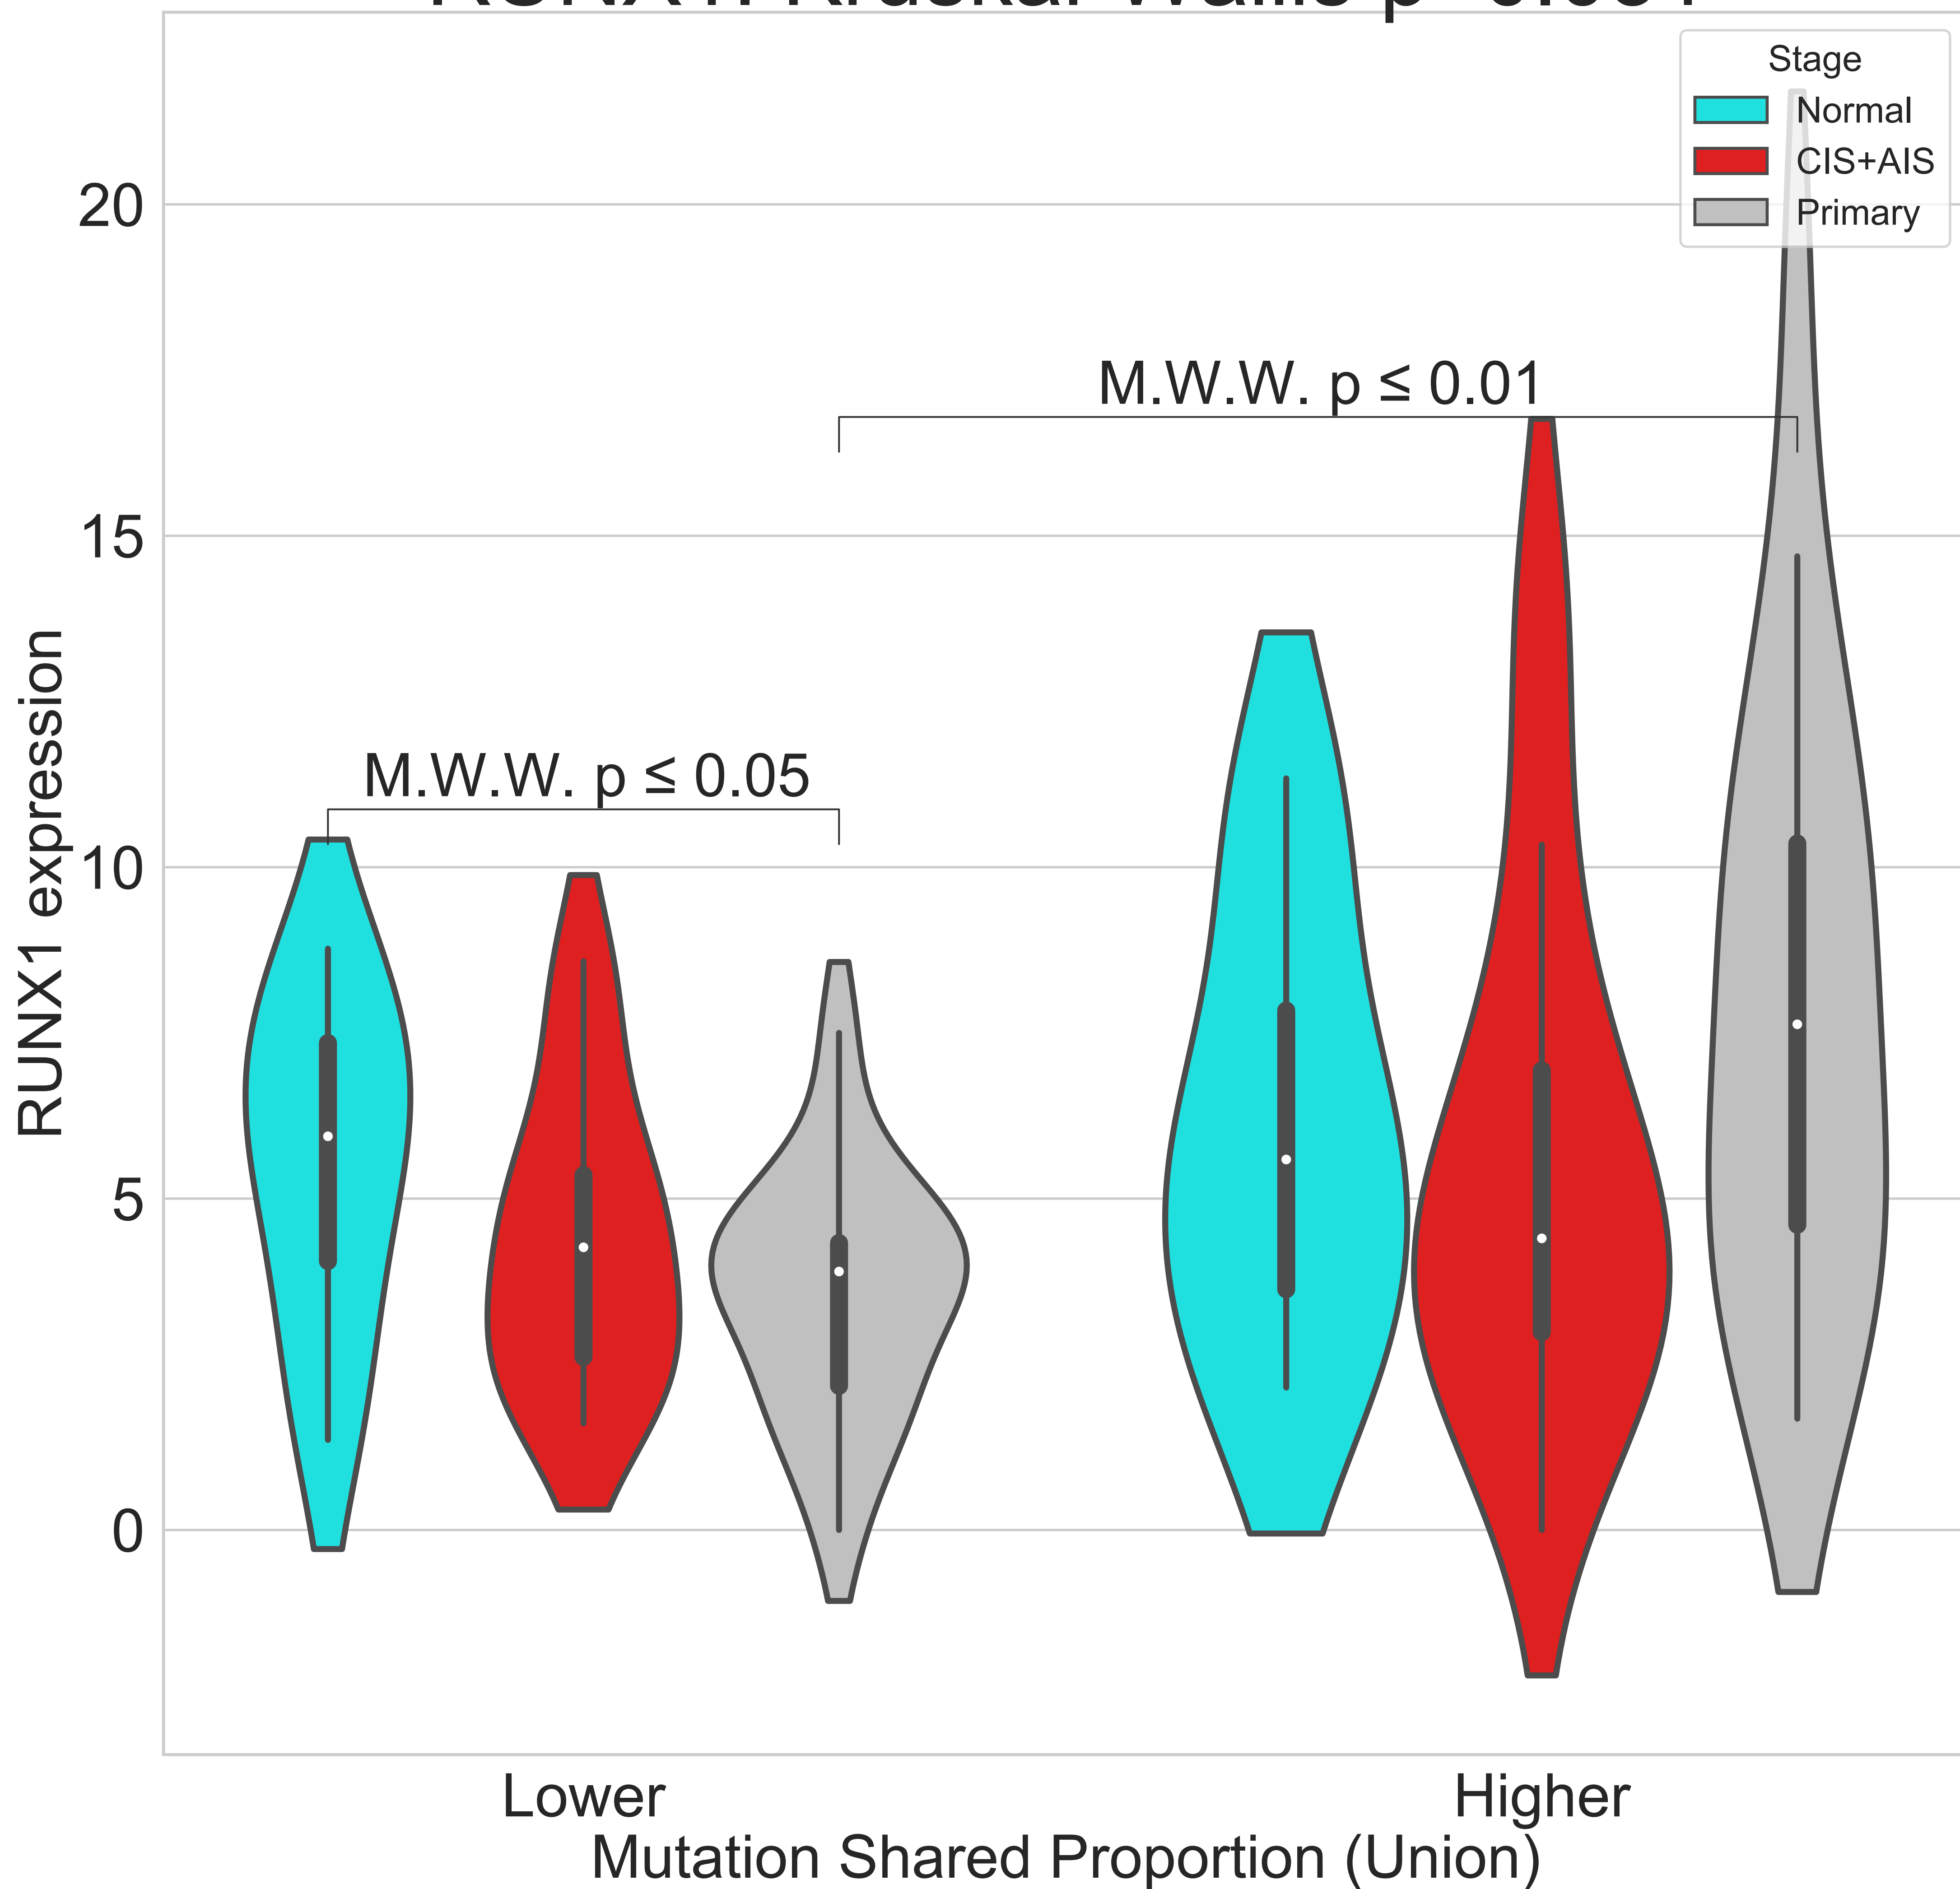 Stage
Normal
CIS+AIS
Primary
20
15
10
5
0
RUNX1 expression
M.W.W. p ≤ 0.01
M.W.W. p ≤ 0.05
Lower
Higher
Mutation Shared Proportion (Union)